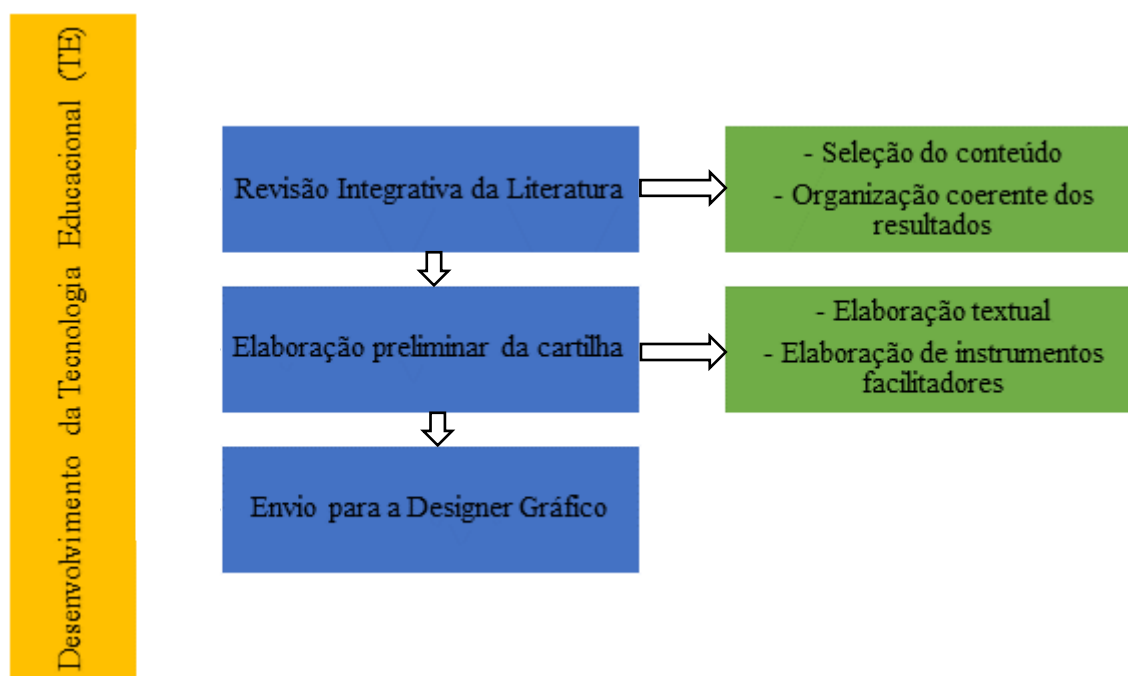 Desenvolvimento da Tecnologia Educacional (TE)
Revisão Integrativa da Literatura
- Seleção do conteúdo
- Organização coerente dos
resultados
Elaboração preliminar da cartilha
- Elaboração textual
- Elaboração de instrumentos
facilitadores
Envio para a Designer Gráfico